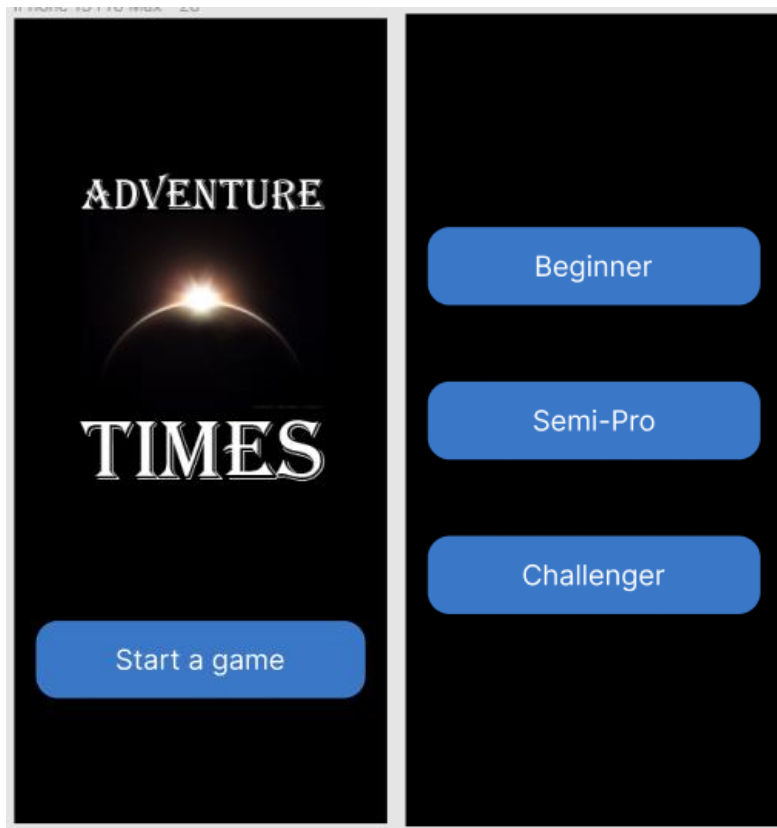 ADVENTURE
TIMES
Start a game
Beginner
Semi-Pro
Challenger